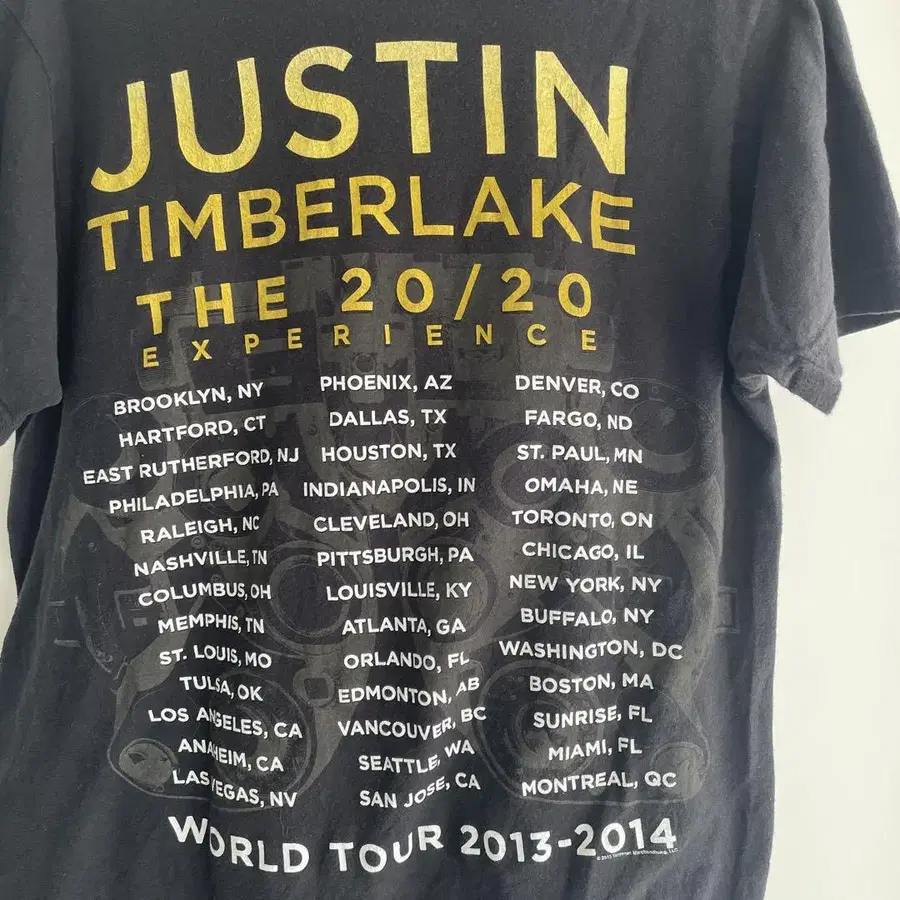 JUSTIN
TIMBERLAKE
THE 20/20
EXPERIENCE
BROOKLYN, NY
HARTFORD, CT
EAST RUTHERFORD, NJ
PHILADELPHIA, PA
RALEIGH, NC
NASHVILLE, TN
COLUMBUS, OH
MEMPHIS, TN
ST. LOUIS, MO
TULSA, OK
LOS ANGELES, CA
ANAHEIM, CA
LAS VEGAS, NV
PHOENIX, AZ
DALLAS, TX
HOUSTON, TX
INDIANAPOLIS, IN
CLEVELAND, OH
PITTSBURGH, PA
LOUISVILLE, KY
ATLANTA, GA
ORLANDO, FL
EDMONTON, AB
VANCOUVER, BC
SEATTLE, WA
SAN JOSE, CA
DENVER, CO
FARGO, ND
ST. PAUL, MN
OMAHA, NE
TORONTO, ON
CHICAGO, IL
NEW YORK, NY
BUFFALO, NY
WASHINGTON, DC
BOSTON, MA
SUNRISE, FL
MIAMI, FL
MONTREAL, QC
WORLD TOUR 2013-2014